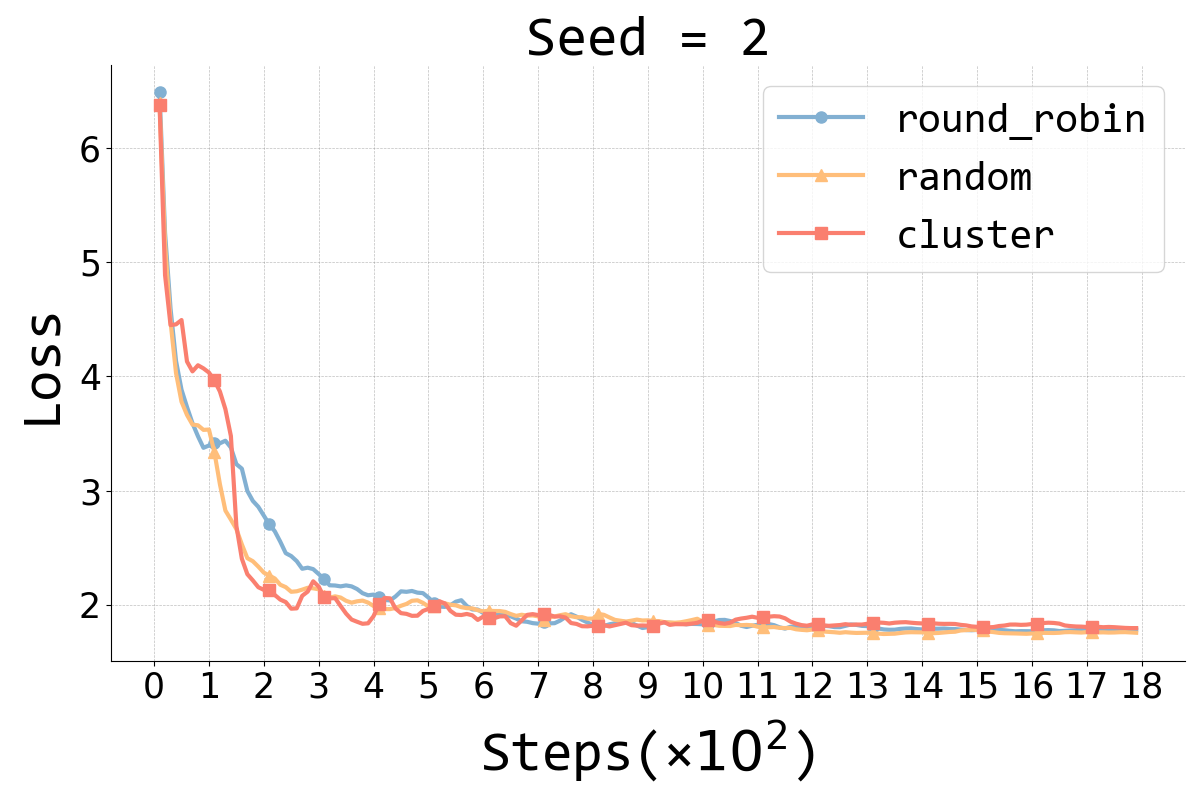 Seed = 2
round_robin
random
cluster
Loss
6
5
4
3
2
0 1 2 3 4 5 6 7 8 9 10 11 12 13 14 15 16 17 18
Steps(×10²)